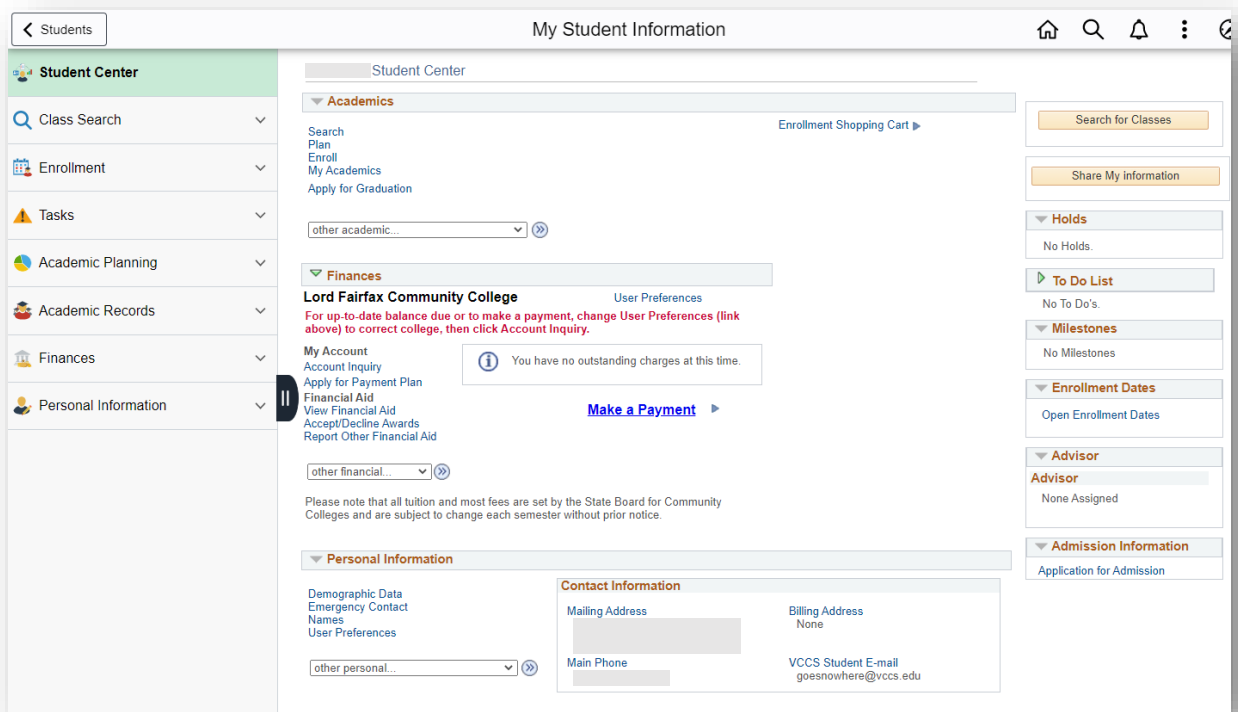 Students
My Student Information
Student Center
Class Search
Enrollment
Tasks
Academic Planning
Academic Records
Finances
Personal Information
Student Center
Academics
Search
Plan
Enroll
My Academics
Apply for Graduation
Enrollment Shopping Cart
other academic...
Finances
Lord Fairfax Community College
User Preferences
For up-to-date balance due or to make a payment, change User Preferences (link
above) to correct college, then click Account Inquiry.
My Account
Account Inquiry
Apply for Payment Plan
Financial Aid
View Financial Aid
Accept/Decline Awards
Report Other Financial Aid
You have no outstanding charges at this time.
Make a Payment
other financial...
Please note that all tuition and most fees are set by the State Board for Community
Colleges and are subject to change each semester without prior notice.
Personal Information
Demographic Data
Emergency Contact
Names
User Preferences
other personal...
Contact Information
Mailing Address
Billing Address
None
Main Phone
VCCS Student E-mail
goesnowhere@vccs.edu
Search for Classes
Share My information
Holds
No Holds.
To Do List
No To Do's.
Milestones
No Milestones
Enrollment Dates
Open Enrollment Dates
Advisor
Advisor
None Assigned
Admission Information
Application for Admission